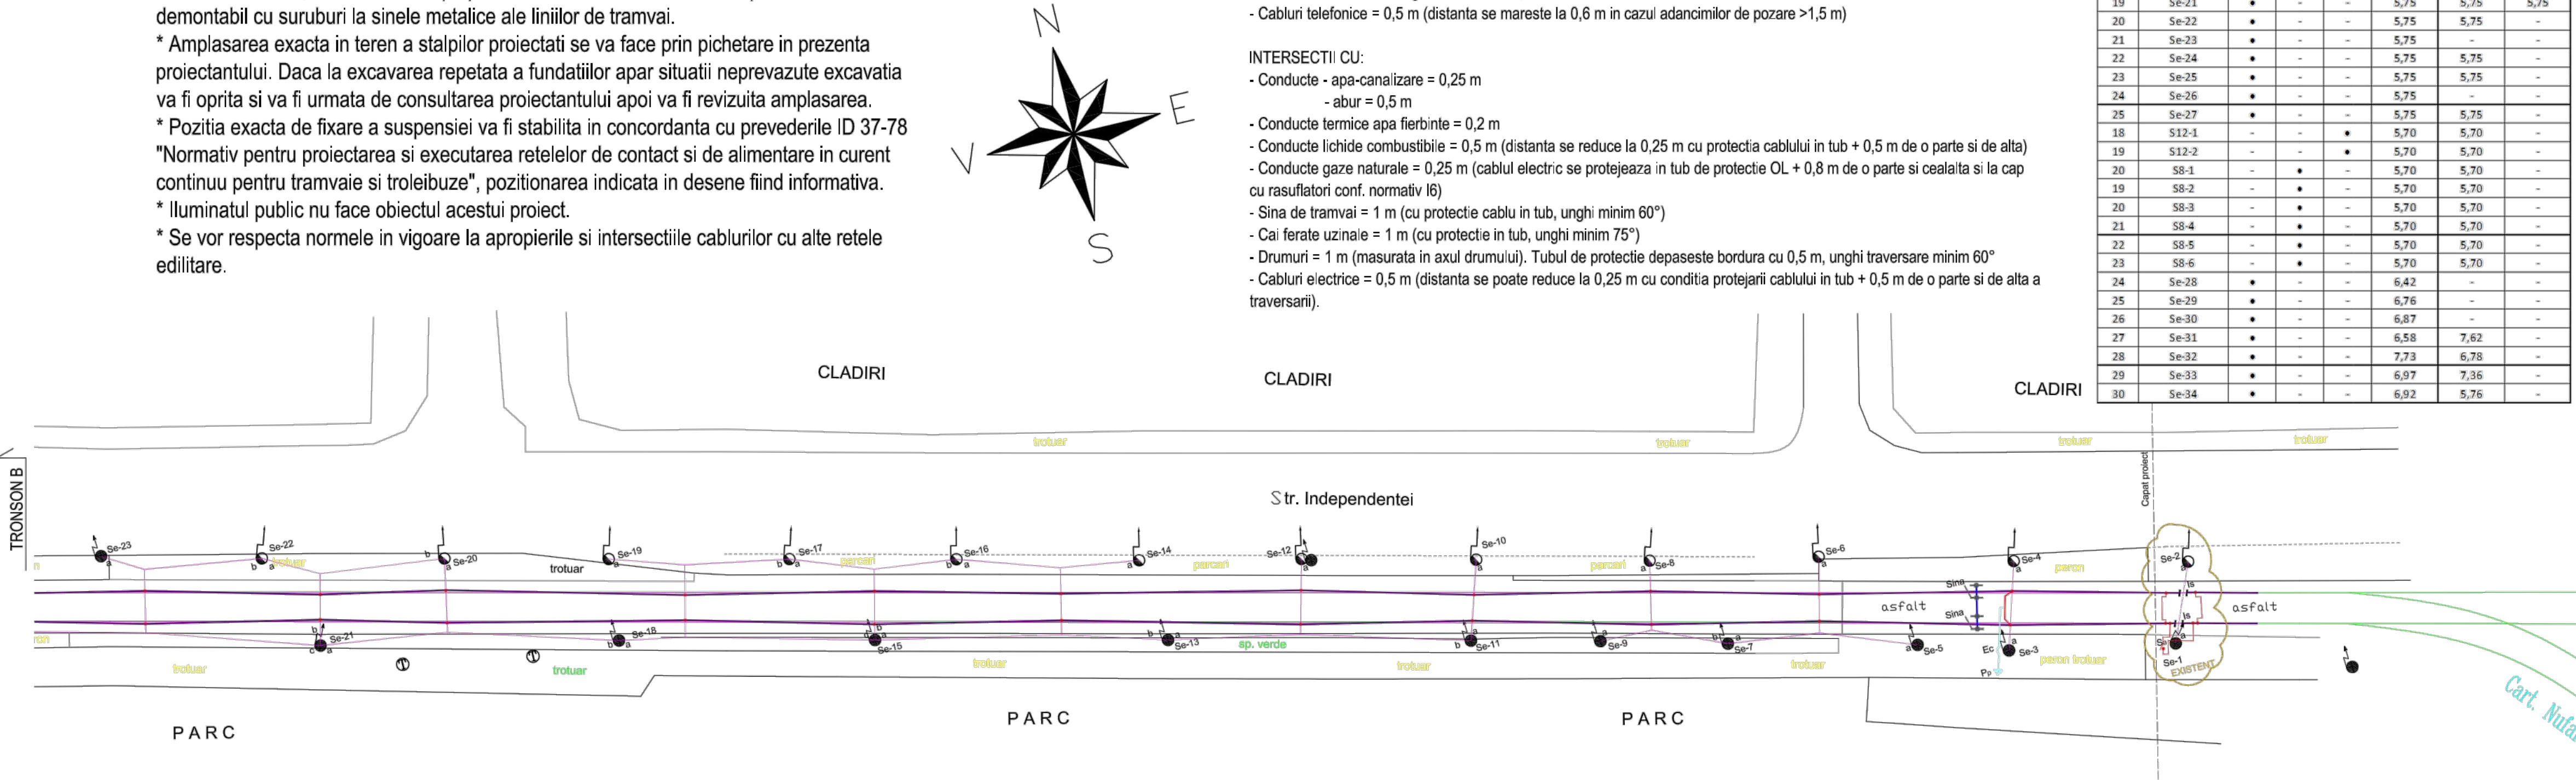 demontabil cu suruburi la sinele metalice ale liniilor de tramvai.
* Amplasarea exacta in teren a stalpilor proiectati se va face prin pichetare in prezenta
proiectantului. Daca la excavarea repetata a fundatiilor apar situatii neprevazute excavatia
va fi oprita si va fi urmata de consultarea proiectantului apoi va fi revizuita amplasarea.
* Pozitia exacta de fixare a suspensiei va fi stabilita in concordanta cu prevederile ID 37-78
"Normativ pentru proiectarea si executarea retelelor de contact si de alimentare in curent
continuu pentru tramvaie si troleibuze", pozitionarea indicata in desene fiind informativa.
* Iluminatul public nu face obiectul acestui proiect.
* Se vor respecta normele in vigoare la apropierile si intersectiile cablurilor cu alte retele
edilitare.
N
E
V
S
- Cabluri telefonice = 0,5 m (distanta se mareste la 0,6 m in cazul adancimilor de pozare >1,5 m)
INTERSECTII CU:
- Conducte - apa-canalizare = 0,25 m
- abur = 0,5 m
- Conducte termice apa fierbinte = 0,2 m
- Conducte lichide combustibile = 0,5 m (distanta se reduce la 0,25 m cu protectia cablului in tub + 0,5 m de o parte si de alta)
- Conducte gaze naturale = 0,25 m (cablul electric se protejeaza in tub de protectie OL + 0,8 m de o parte si cealalta si la cap
cu rasuflatori conf. normativ I6)
- Sina de tramvai = 1 m (cu protectie cablu in tub, unghi minim 60°)
- Cai ferate uzinale = 1 m (cu protectie in tub, unghi minim 75°)
- Drumuri = 1 m (masurata in axul drumului). Tubul de protectie depaseste bordura cu 0,5 m, unghi traversare minim 60°
- Cabluri electrice = 0,5 m (distanta se poate reduce la 0,25 m cu conditia protejarii cablului in tub + 0,5 m de o parte si de alta a
traversarii).
19 Se-21 • - - 5,75 5,75 5,75
20 Se-22 • - - 5,75 5,75 -
21 Se-23 • - - 5,75 - -
22 Se-24 • - - 5,75 5,75 -
23 Se-25 • - - 5,75 5,75 -
24 Se-26 • - - 5,75 - -
25 Se-27 • - - 5,75 5,75 -
18 S12-1 - - • 5,70 5,70 -
19 S12-2 - - • 5,70 5,70 -
20 S8-1 - • - 5,70 5,70 -
19 S8-2 - • - 5,70 5,70 -
20 S8-3 - • - 5,70 5,70 -
21 S8-4 - • - 5,70 5,70 -
22 S8-5 - • - 5,70 5,70 -
23 S8-6 - • - 5,70 5,70 -
24 Se-28 • - - 6,42 - -
25 Se-29 • - - 6,76 - -
26 Se-30 • - - 6,87 - -
27 Se-31 • - - 6,58 7,62 -
28 Se-32 • - - 7,73 6,78 -
29 Se-33 • - - 6,97 7,36 -
30 Se-34 • - - 6,92 5,76 -
CLADIRI
CLADIRI
CLADIRI
trotuar
trotuar
trotuar
trotuar
TRONSON B
Capat proiect
Str. Independentei
Se-23
a
Se-22
b a
trotuar
b
Se-20
a
trotuar
Se-19
a
Se-17
b a
parcari
Se-16
b a
Se-14
a
parcari
Se-12
a
Se-10
a
parcari
Se-8
a
Se-6
a
Se-4
a
paron
Se-2
a
Is
asfalt
Sina
Sina
Is
asfalt
b
Se-21
c a
Se-18
b a
b
Se-15
b a
Se-13
sp. verde
b
Se-11
a
Se-9
b a
Se-7
a
Se-5
Ec
a
Se-3
Pp
Se-1
EXISTENT
trotuar
trotuar
trotuar
trotuar
trotuar
paron trotuar
PARC
PARC
PARC
Cart.